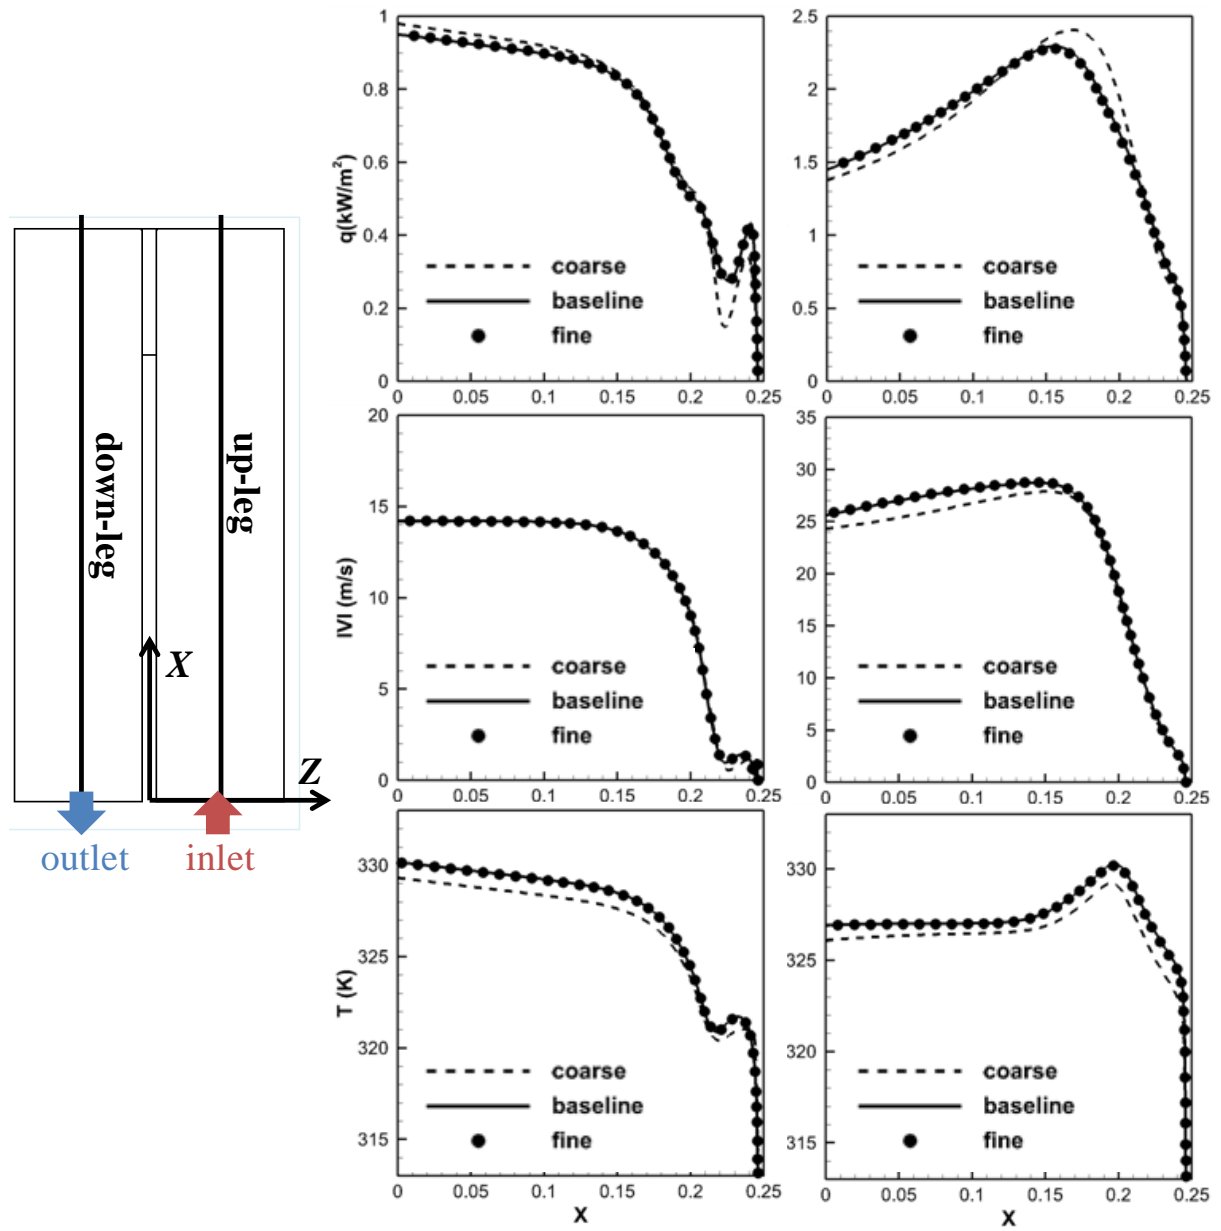 down-leg
up-leg
X
Z
outlet
inlet
q(kW/m²)
1
0.8
0.6
0.4
0.2
0
coarse
baseline
fine
0 0.05 0.1 0.15 0.2 0.25
2.5
2
1.5
1
0.5
0
coarse
baseline
fine
0 0.05 0.1 0.15 0.2 0.25
IVI (m/s)
20
15
10
5
0
coarse
baseline
fine
0 0.05 0.1 0.15 0.2 0.25
35
30
25
20
15
10
5
0
coarse
baseline
fine
0 0.05 0.1 0.15 0.2 0.25
T (K)
330
325
320
315
coarse
baseline
fine
0 0.05 0.1 0.15 0.2 0.25
X
330
325
320
315
coarse
baseline
fine
0 0.05 0.1 0.15 0.2 0.25
X